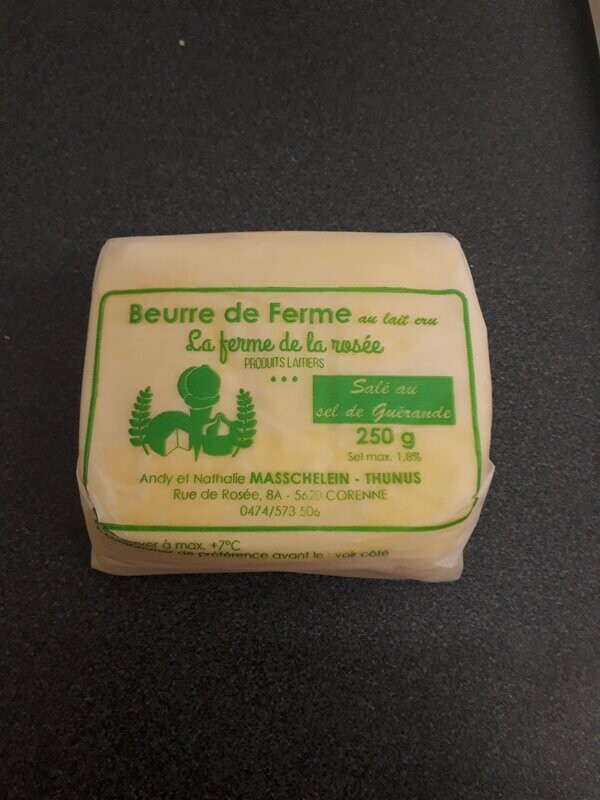 Beurre de Ferme au lait cru
La ferme de la rosée
PRODUITS LAITIERS
Salé au
sel de Guérande
250 g
Sel max. 1,8%
Andy et Nathalie MASSCHELEIN - THUNUS
Rue de Rosée, 8A - 5620 CORENNE
0474/573 506
à max. +7°C
de préférence avant le : voir côté